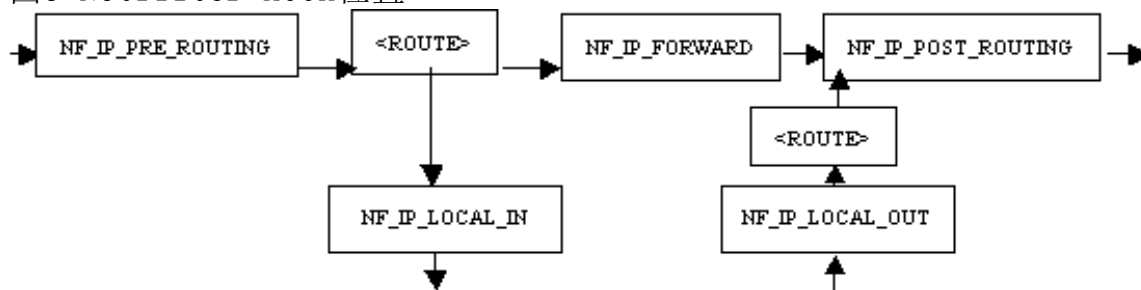 NF_IP_PRE_ROUTING
<ROUTE>
NF_IP_FORWARD
NF_IP_POST_ROUTING
<ROUTE>
NF_IP_LOCAL_IN
NF_IP_LOCAL_OUT